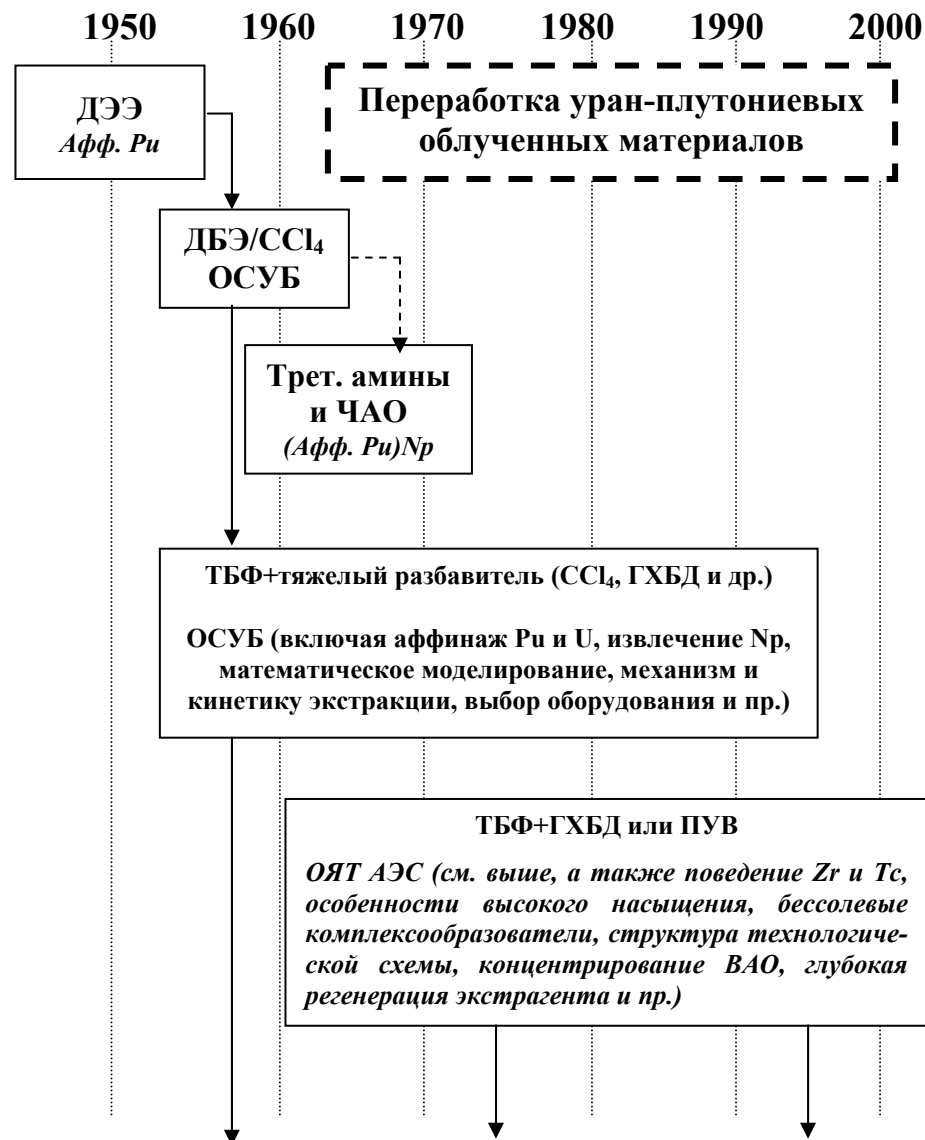 1950 1960 1970 1980 1990 2000
ДЭЭ
Афф. Pu
Переработка уран-плутониевых
облученных материалов
ДБЭ/CCl₄
ОСУБ
Трет. амины
и ЧАО
(Афф. Pu)Np
ТБФ+тяжелый разбавитель (CCl₄, ГХБД и др.)
ОСУБ (включая аффинаж Pu и U, извлечение Np,
математическое моделирование, механизм и
кинетику экстракции, выбор оборудования и пр.)
ТБФ+ГХБД или ПУВ
ОЯТ АЭС (см. выше, а также поведение Zr и Tc,
особенности высокого насыщения, бессолевые
комплексообразователи, структура технологиче-
ской схемы, концентрирование ВАО, глубокая
регенерация экстрагента и пр.)